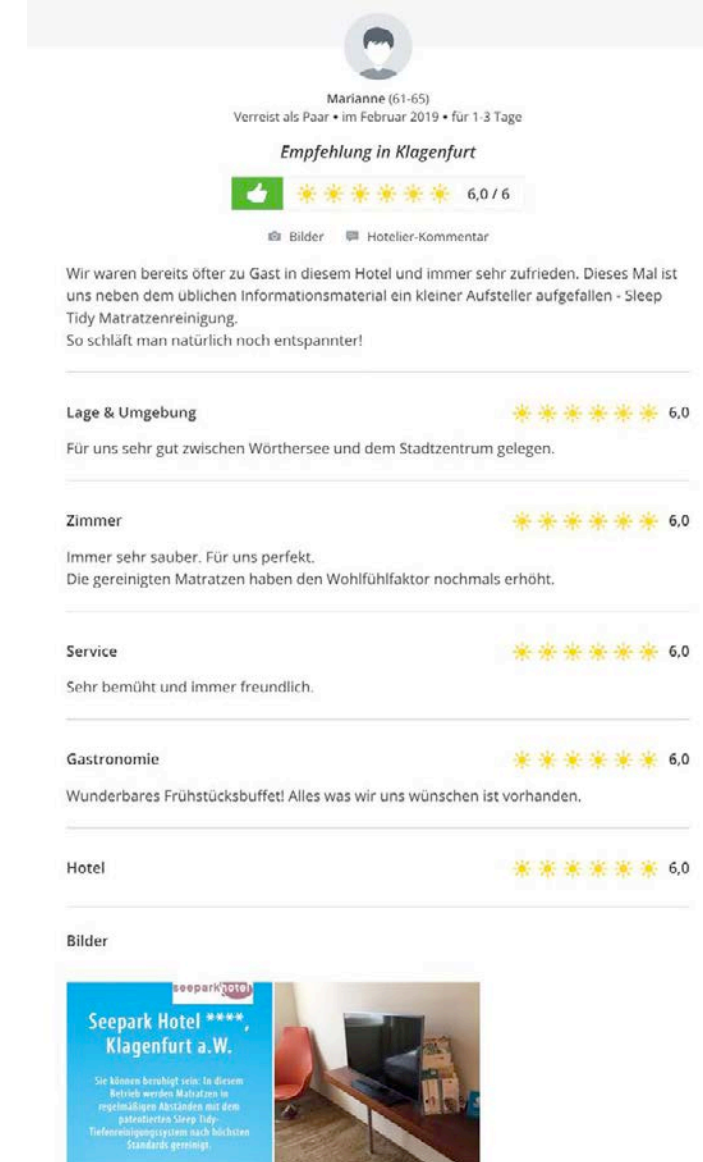 Marianne (61-65)
Verreist als Paar • im Februar 2019 • für 1-3 Tage
Empfehlung in Klagenfurt
6,0 / 6
Bilder Hotelier-Kommentar
Wir waren bereits öfter zu Gast in diesem Hotel und immer sehr zufrieden. Dieses Mal ist
uns neben dem üblichen Informationsmaterial ein kleiner Aufsteller aufgefallen - Sleep
Tidy Matratzenreinigung.
So schläft man natürlich noch entspannter!
Lage & Umgebung 6,0
Für uns sehr gut zwischen Wörthersee und dem Stadtzentrum gelegen.
Zimmer 6,0
Immer sehr sauber. Für uns perfekt.
Die gereinigten Matratzen haben den Wohlfühlfaktor nochmals erhöht.
Service 6,0
Sehr bemüht und immer freundlich.
Gastronomie 6,0
Wunderbares Frühstücksbuffet! Alles was wir uns wünschen ist vorhanden.
Hotel 6,0
Bilder
seeparkhotel
Seepark Hotel ****,
Klagenfurt a.W.
Sie können beruhigt sein: In diesem
Betrieb werden Matratzen in
regelmäßigen Abständen mit dem
patentierten Sleep Tidy-
Tiefenreinigungssystem nach höchsten
Standards gereinigt.